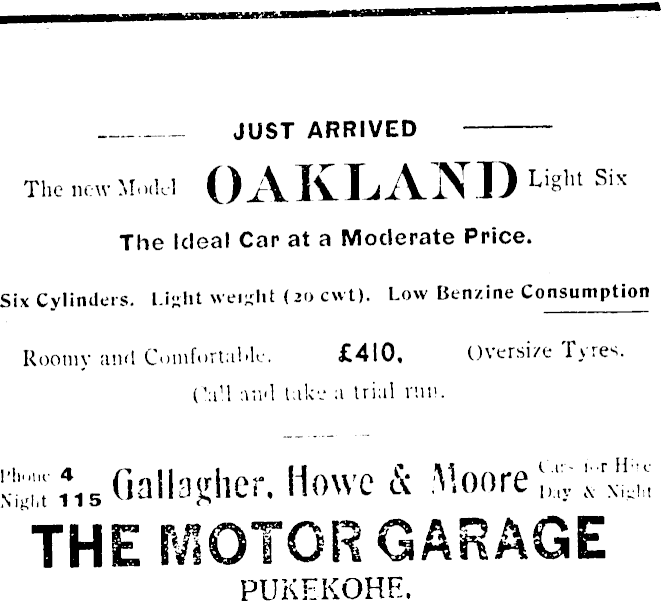 JUST ARRIVED
The new Model OAKLAND Light Six
The Ideal Car at a Moderate Price.
Six Cylinders. Light weight (20 cwt). Low Benzine Consumption
Roomy and Comfortable. £410. Oversize Tyres.
Call and take a trial run.
Phone 4
Night 115
Gallagher, Howe & Moore
Cars for Hire
Day & Night
THE MOTOR GARAGE
PUKEKOHE.